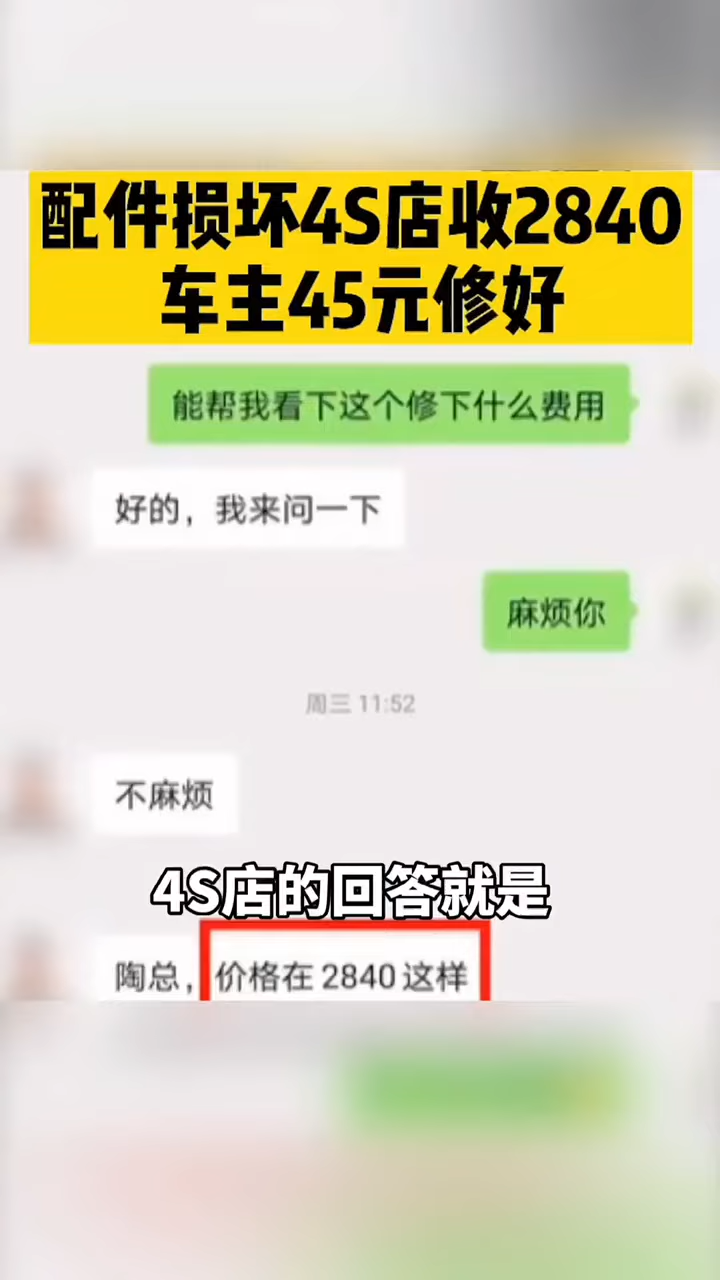 配件损坏4S店收2840
车主45元修好
能帮我看下这个修下什么费用
好的，我来问一下
麻烦你
周三 11:52
不麻烦
4S店的回答就是
陶总，价格在2840这样